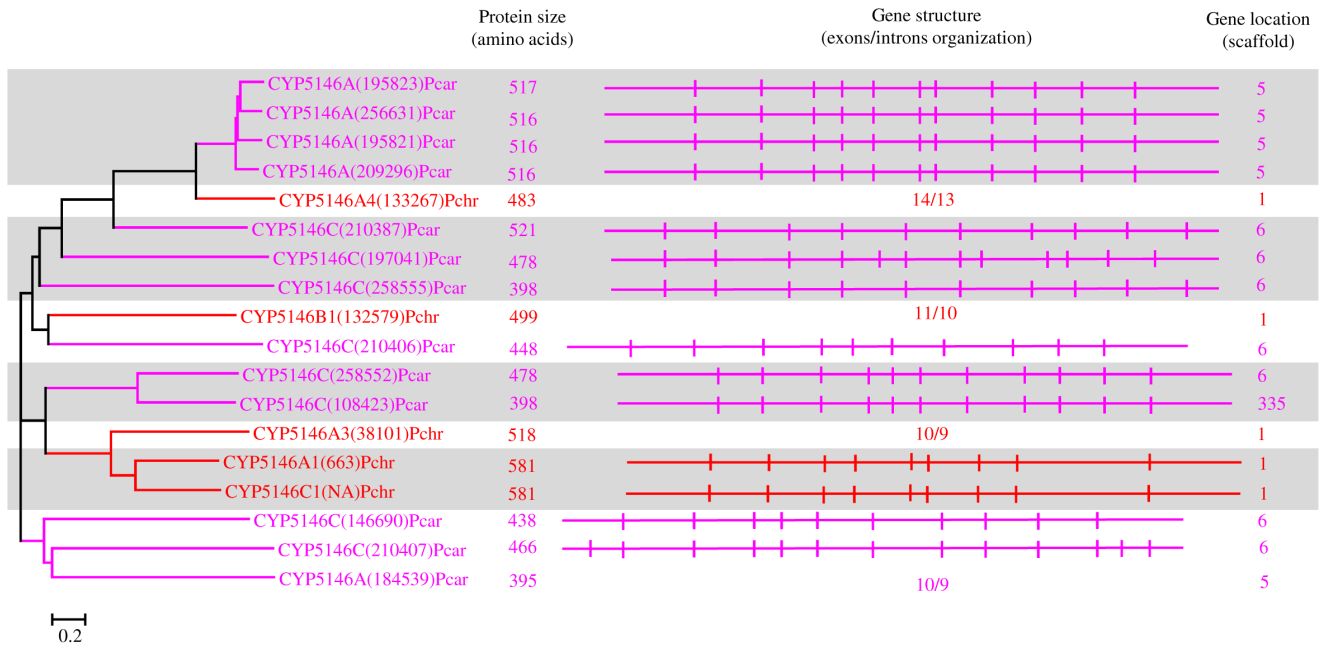 Protein size
(amino acids)
Gene structure
(exons/introns organization)
Gene location
(scaffold)
CYP5146A(195823)Pcar 517 5
CYP5146A(256631)Pcar 516 5
CYP5146A(195821)Pcar 516 5
CYP5146A(209296)Pcar 516 5
CYP5146A4(133267)Pchr 483 14/13 1
CYP5146C(210387)Pcar 521 6
CYP5146C(197041)Pcar 478 6
CYP5146C(258555)Pcar 398 6
CYP5146B1(132579)Pchr 499 11/10 1
CYP5146C(210406)Pcar 448 6
CYP5146C(258552)Pcar 478 6
CYP5146C(108423)Pcar 398 335
CYP5146A3(38101)Pchr 518 10/9 1
CYP5146A1(663)Pchr 581 1
CYP5146C1(NA)Pchr 581 1
CYP5146C(146690)Pcar 438 6
CYP5146C(210407)Pcar 466 6
CYP5146A(184539)Pcar 395 10/9 5
0.2